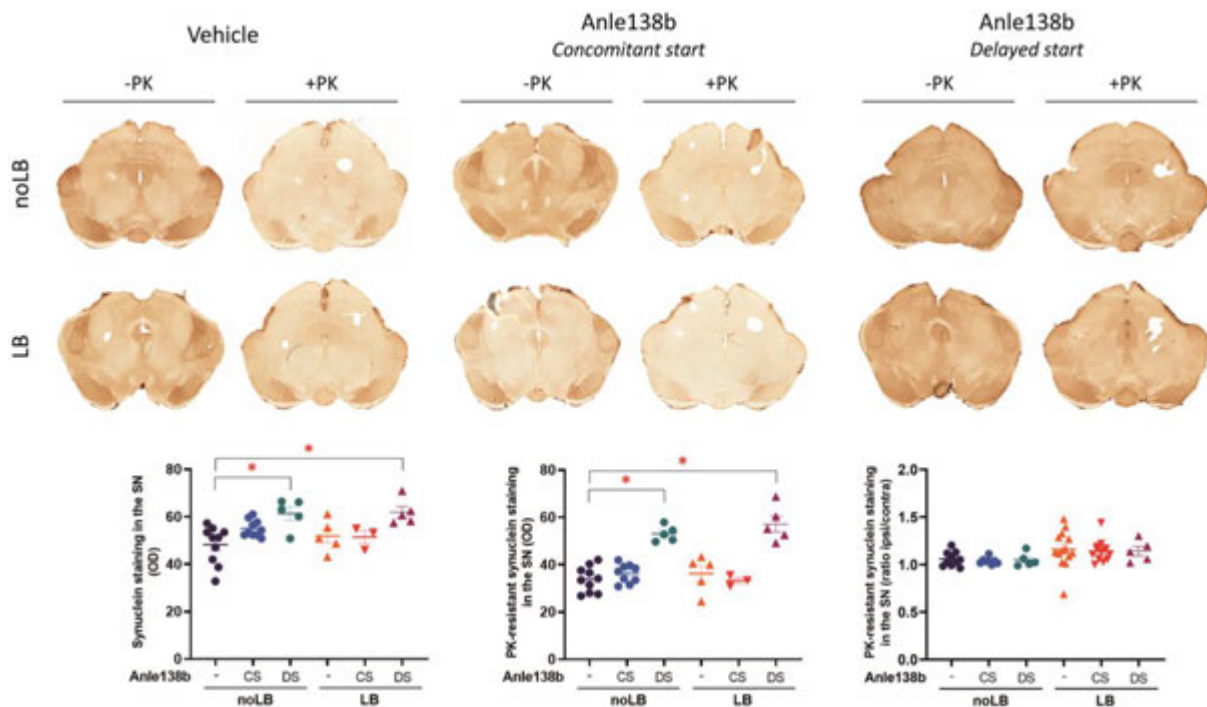 Vehicle
Anle138b
Concomitant start
Anle138b
Delayed start
-PK
+PK
-PK
+PK
-PK
+PK
noLB
LB
*
*
Synuclein staining in the SN
(OD)
80
60
40
20
0
Anle138b
- CS DS - CS DS
noLB LB
*
*
PK-resistant synuclein staining
in the SN (OD)
80
60
40
20
0
Anle138b
- CS DS - CS DS
noLB LB
PK-resistant synuclein staining
in the SN (ratio ipsi/contra)
2.0
1.5
1.0
0.5
0.0
Anle138b
- CS DS - CS DS
noLB LB